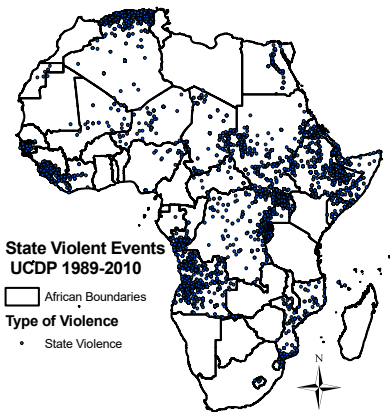 State Violent Events
UCDP 1989-2010
African Boundaries
Type of Violence
State Violence
N